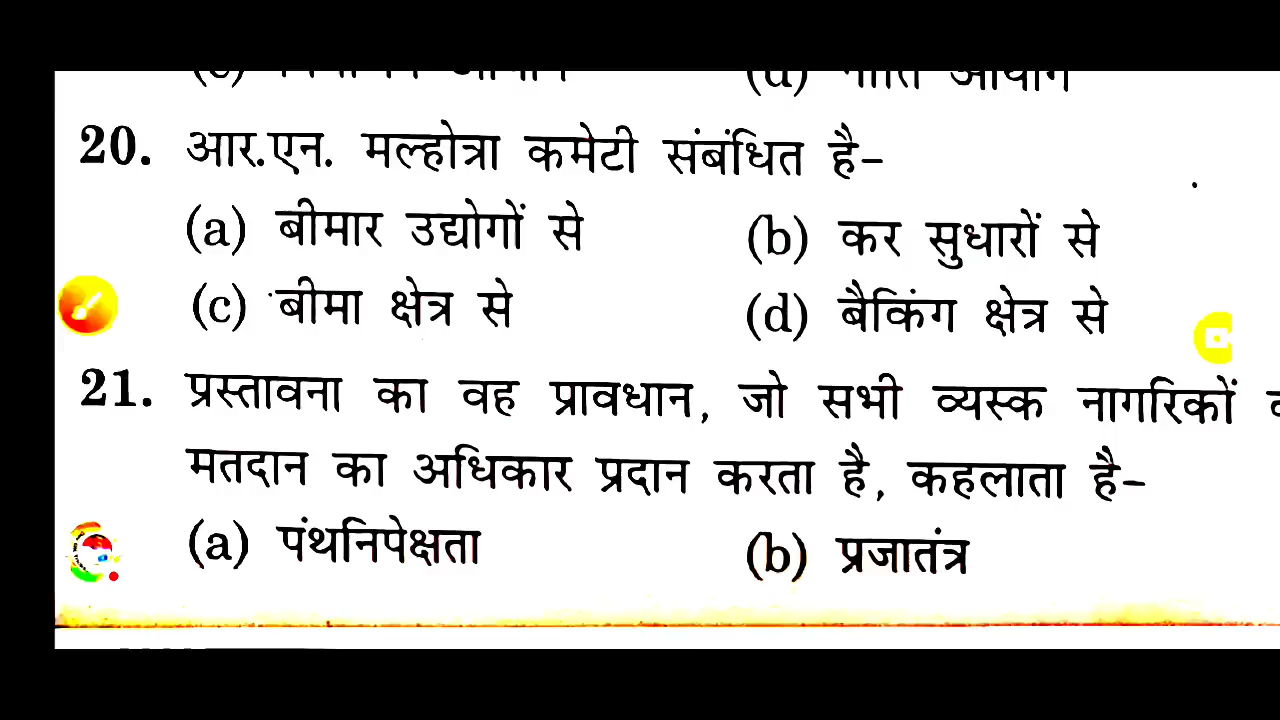 (d) नीति आयोग
20. आर.एन. मल्होत्रा कमेटी संबंधित है–
(a) बीमार उद्योगों से (b) कर सुधारों से
(c) बीमा क्षेत्र से (d) बैकिंग क्षेत्र से
21. प्रस्तावना का वह प्रावधान, जो सभी व्यस्क नागरिकों
मतदान का अधिकार प्रदान करता है, कहलाता है–
(a) पंथनिपेक्षता (b) प्रजातंत्र